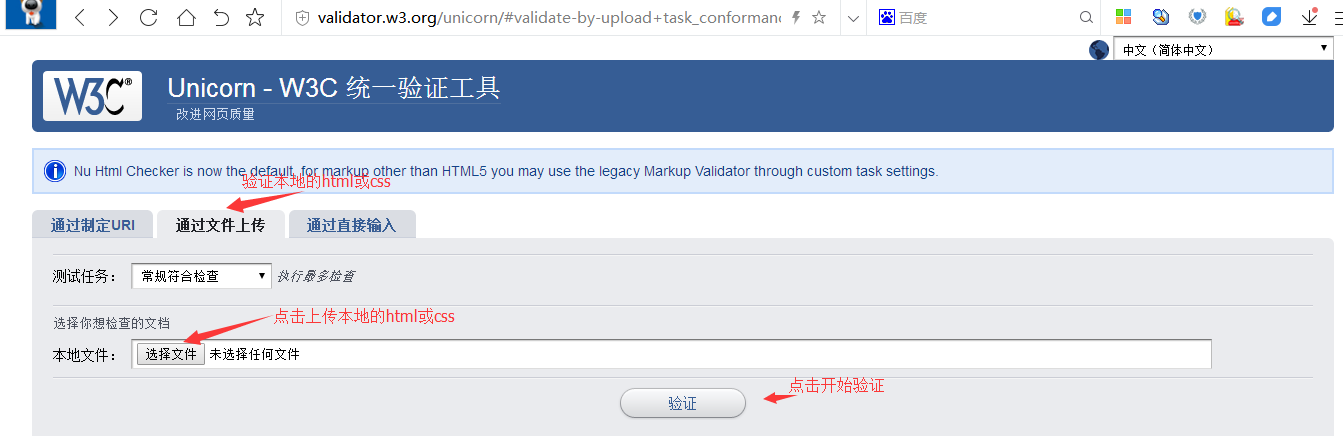 validator.w3.org/unicorn/#validate-by-upload+task_conforman
百度
中文（简体中文）
W3C® Unicorn - W3C 统一验证工具
改进网页质量
Nu Html Checker is now the default, for markup other than HTML5 you may use the legacy Markup Validator through custom task settings.
验证本地的html或css
通过制定URI 通过文件上传 通过直接输入
测试任务： 常规符合检查 执行最多检查
点击上传本地的html或css
选择你想检查的文档
本地文件： 选择文件 未选择任何文件
点击开始验证
验证